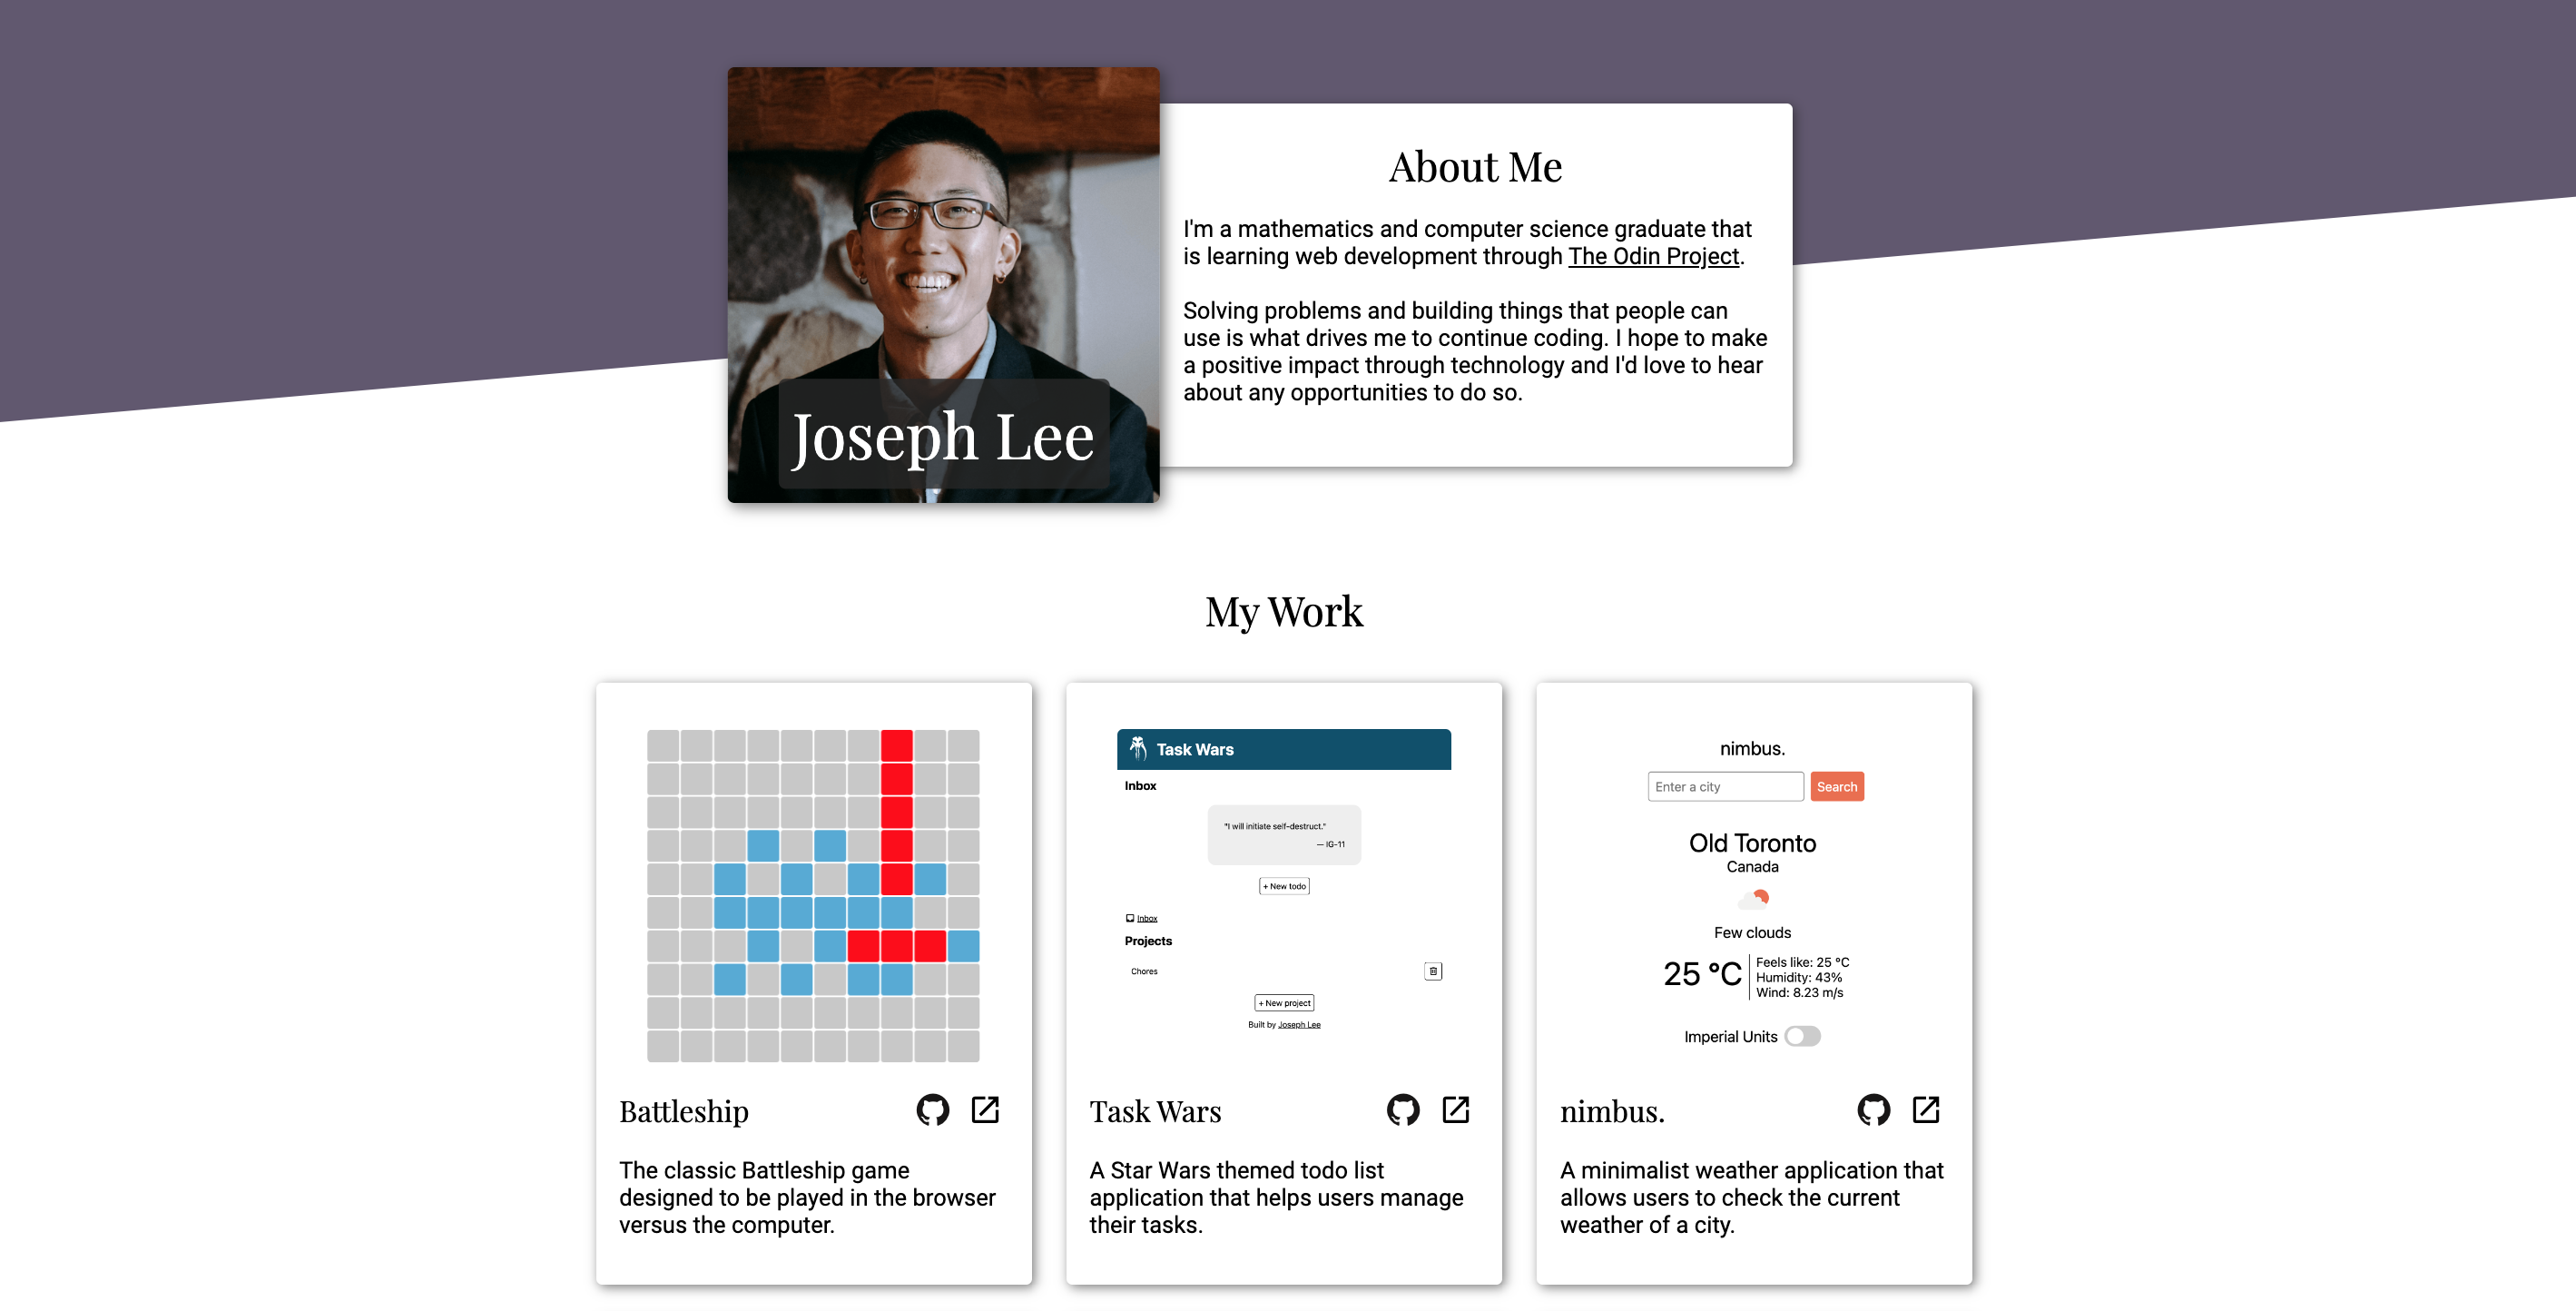 About Me
I'm a mathematics and computer science graduate that
is learning web development through The Odin Project.
Solving problems and building things that people can
use is what drives me to continue coding. I hope to make
a positive impact through technology and I'd love to hear
about any opportunities to do so.
Joseph Lee
My Work
Task Wars
Inbox
"I will initiate self-destruct."
— IG-11
+ New todo
Inbox
Projects
Chores
+ New project
Built by Joseph Lee
nimbus.
Enter a city
Search
Old Toronto
Canada
Few clouds
25 °C
Feels like: 25 °C
Humidity: 43%
Wind: 8.23 m/s
Imperial Units
Battleship
The classic Battleship game
designed to be played in the browser
versus the computer.
Task Wars
A Star Wars themed todo list
application that helps users manage
their tasks.
nimbus.
A minimalist weather application that
allows users to check the current
weather of a city.